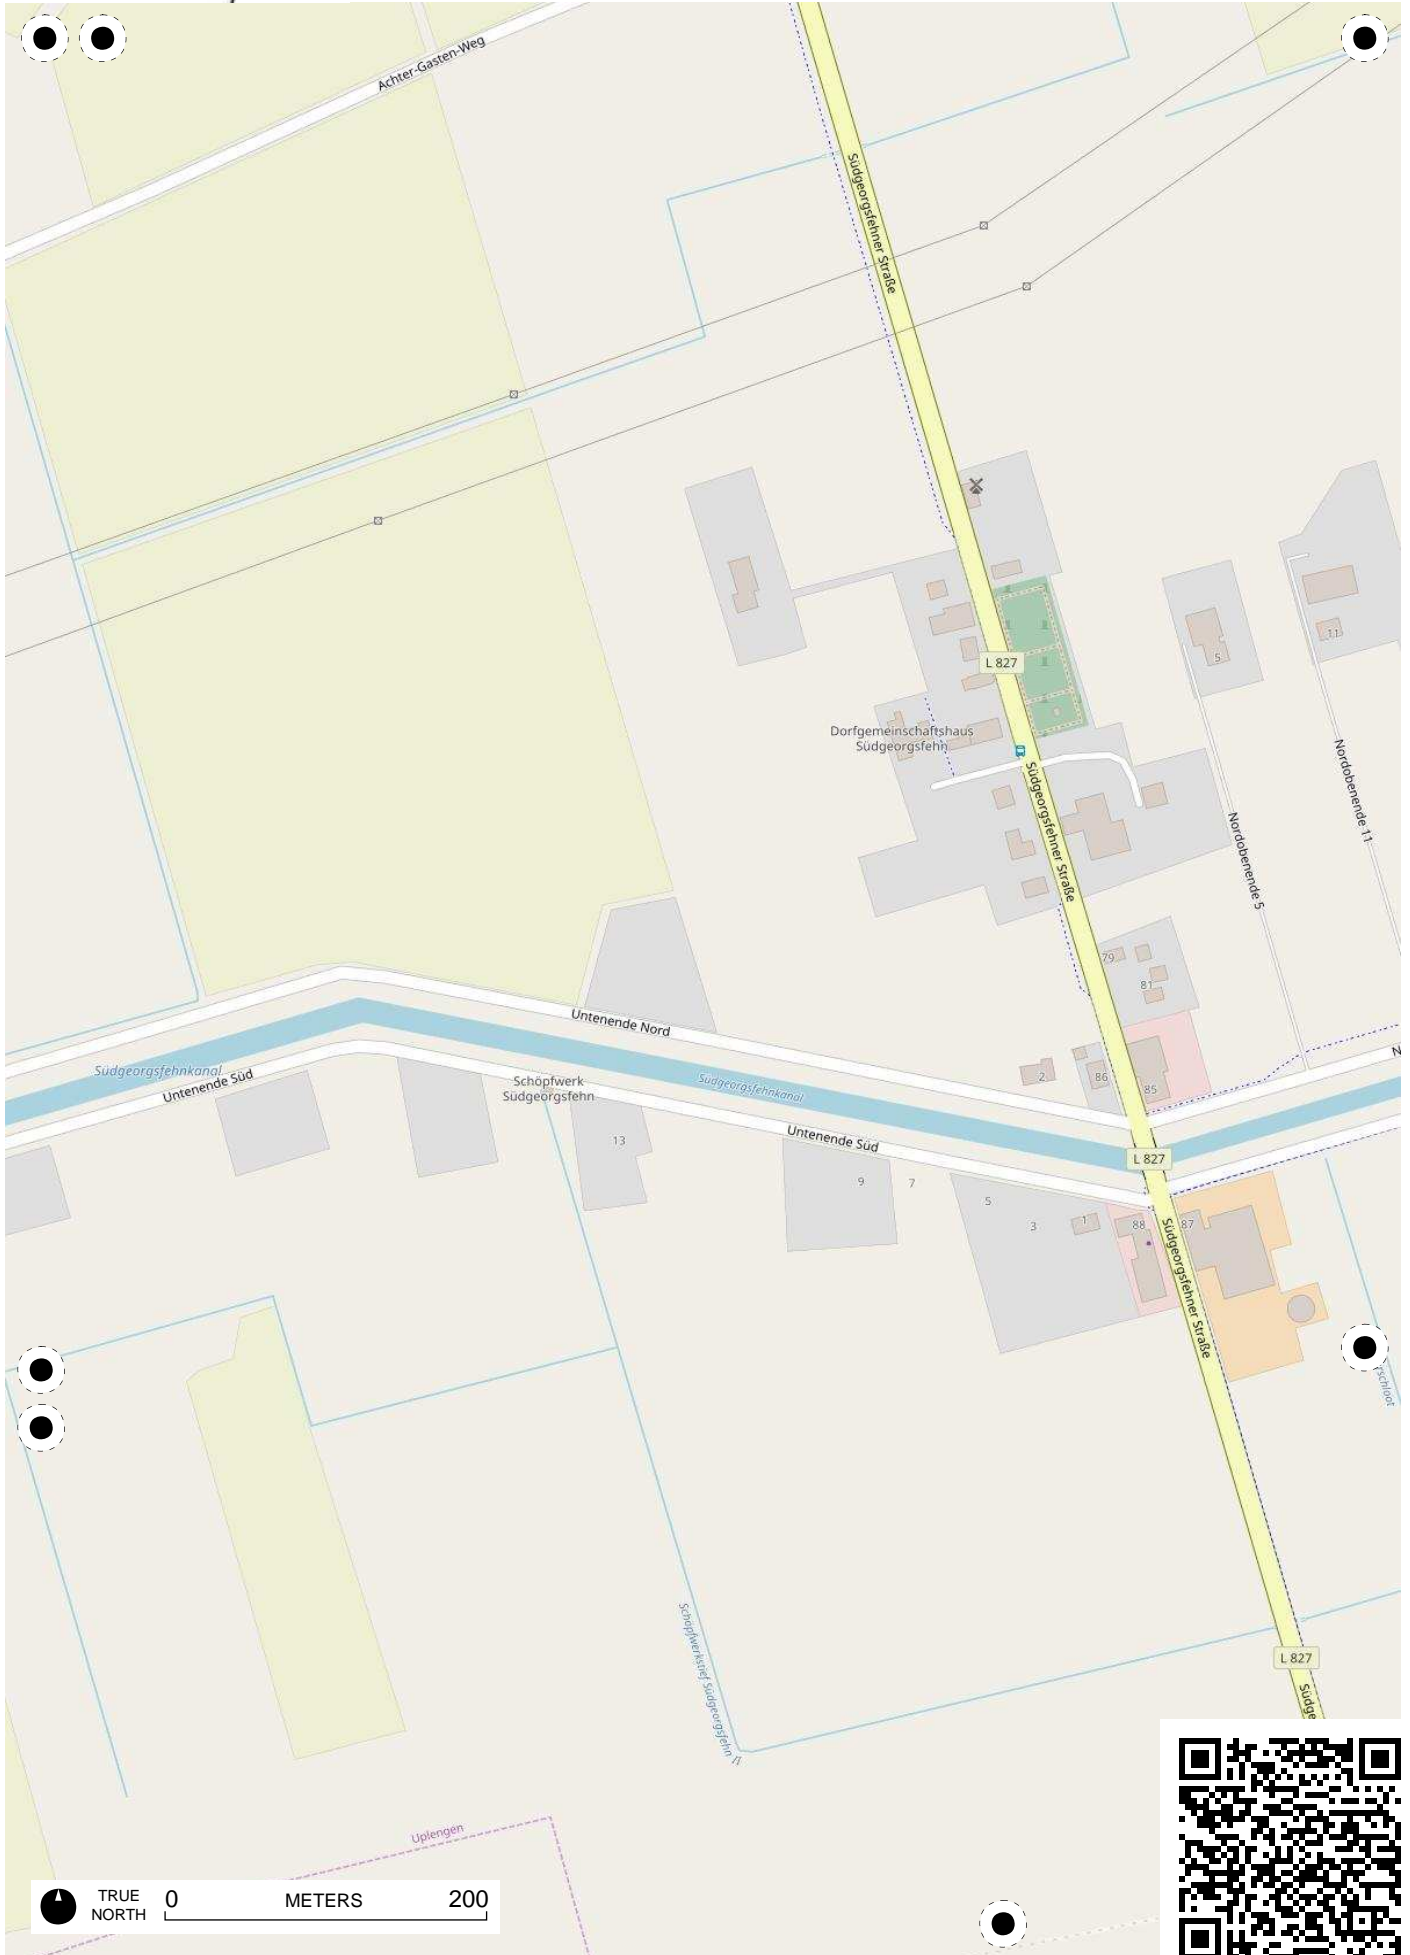 Achter-Gasten-Weg
Südgeorgsfehner Straße
L 827
5
11
Dorfgemeinschaftshaus
Südgeorgsfehn
Nordobenende 11
Südgeorgsfehner Straße
Nordobenende 5
79
81
Untenende Nord
Südgeorgsfehnkanal
Untenende Süd
Schöpfwerk
Südgeorgsfehn
Südgeorgsfehnkanal
2
86
85
13
Untenende Süd
L 827
9
7
5
3
1
88
87
Südgeorgsfehner Straße
rschloot
Schöpfwerkstief Südgeorgsfehn
L 827
Südge
Uplengen
TRUE
NORTH
0 METERS 200